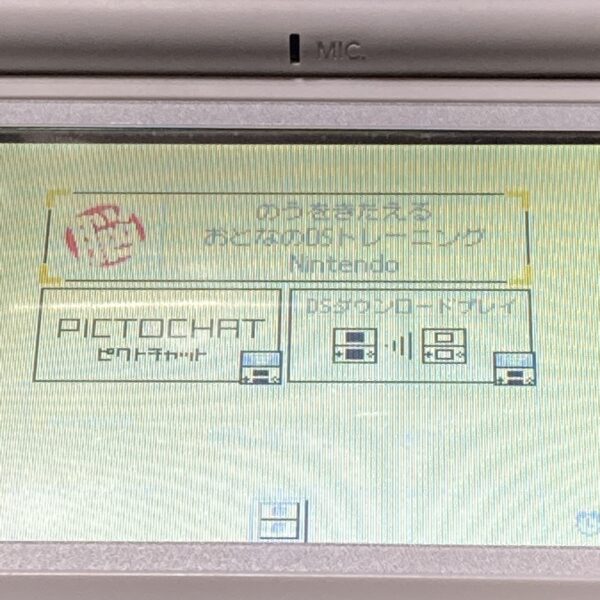 MIC.
脳
のうをきたえる
おとなのDSトレーニング
Nintendo
PICTOCHAT
ピクトチャット
DSダウンロードプレイ